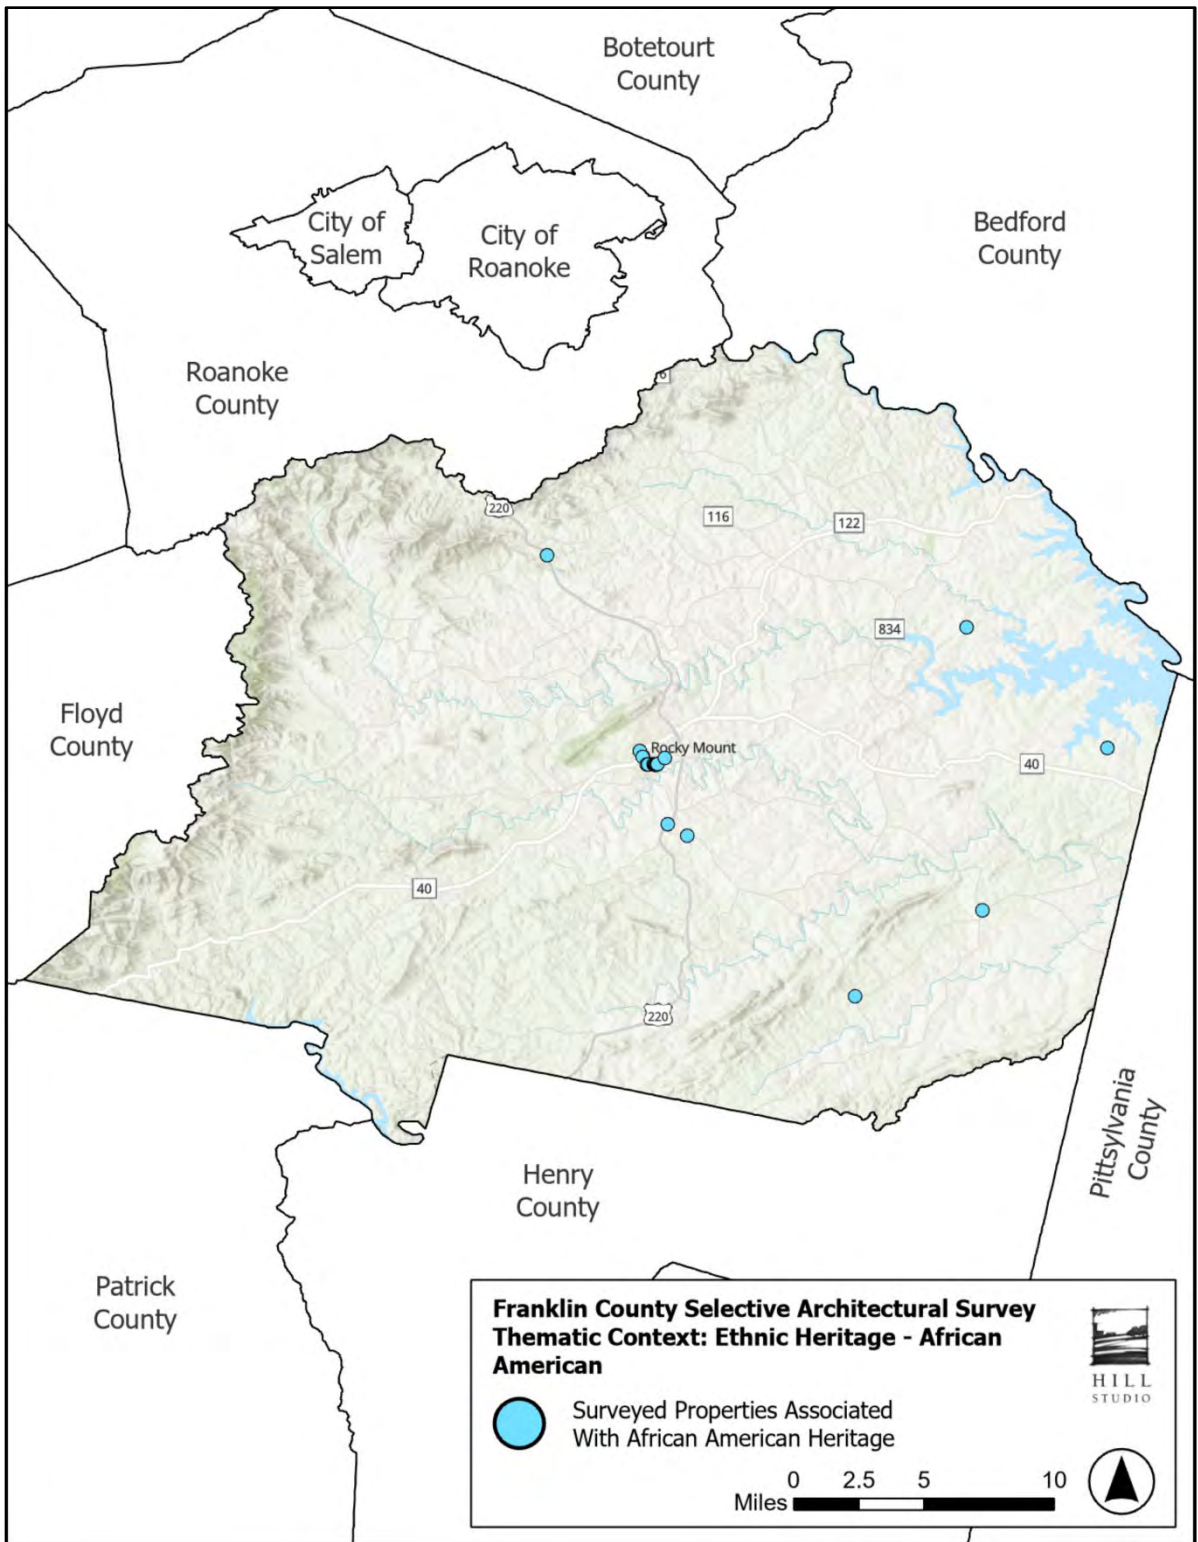 Botetourt
County
City of
Salem
City of
Roanoke
Bedford
County
Roanoke
County
220
116
122
834
Floyd
County
Rocky Mount
40
40
220
Pittsylvania
County
Henry
County
Patrick
County
Franklin County Selective Architectural Survey
Thematic Context: Ethnic Heritage - African
American
HILL
STUDIO
Surveyed Properties Associated
With African American Heritage
0 2.5 5 10
Miles